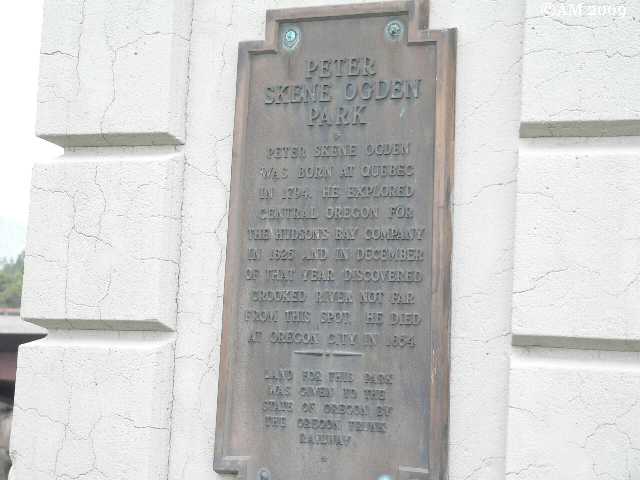 ©AM 2009
PETER
SKENE OGDEN
PARK
PETER SKENE OGDEN
WAS BORN AT QUEBEC
IN 1794. HE EXPLORED
CENTRAL OREGON FOR
THE HUDSONS BAY COMPANY
IN 1825 AND IN DECEMBER
OF THAT YEAR DISCOVERED
CROOKED RIVER NOT FAR
FROM THIS SPOT. HE DIED
AT OREGON CITY IN 1854
LAND FOR THIS PARK
WAS GIVEN TO THE
STATE OF OREGON BY
THE OREGON TRUNK
RAILWAY